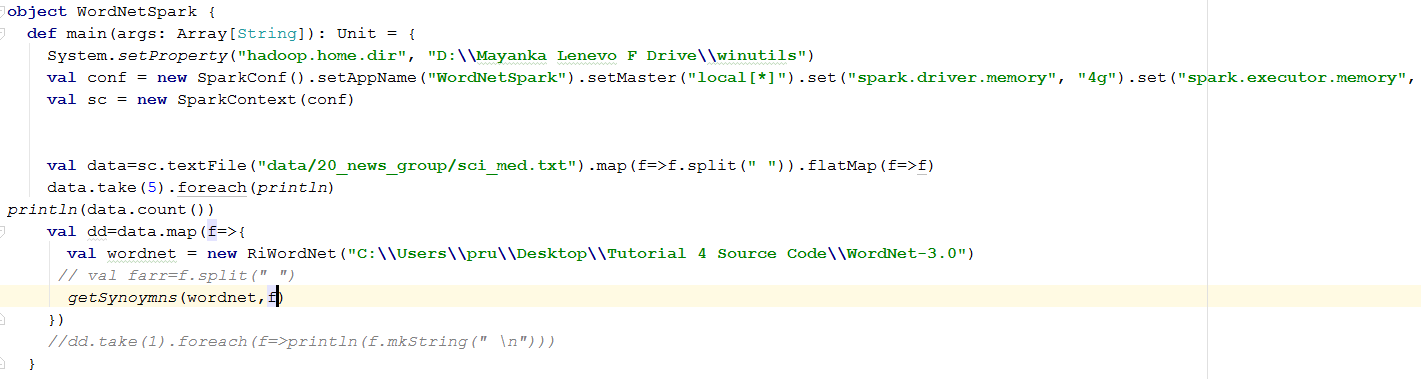 object WordNetSpark {
  def main(args: Array[String]): Unit = {
    System.setProperty("hadoop.home.dir", "D:\\Mayanka Lenevo F Drive\\winutils")
    val conf = new SparkConf().setAppName("WordNetSpark").setMaster("local[*]").set("spark.driver.memory", "4g").set("spark.executor.memory",
    val sc = new SparkContext(conf)
    val data=sc.textFile("data/20_news_group/sci_med.txt").map(f=>f.split(" ")).flatMap(f=>f)
    data.take(5).foreach(println)
println(data.count())
    val dd=data.map(f=>{
      val wordnet = new RiWordNet("C:\\Users\\pru\\Desktop\\Tutorial 4 Source Code\\WordNet-3.0")
     // val farr=f.split(" ")
      getSynoymns(wordnet,f)
    })
    //dd.take(1).foreach(f=>println(f.mkString(" \n")))
  }